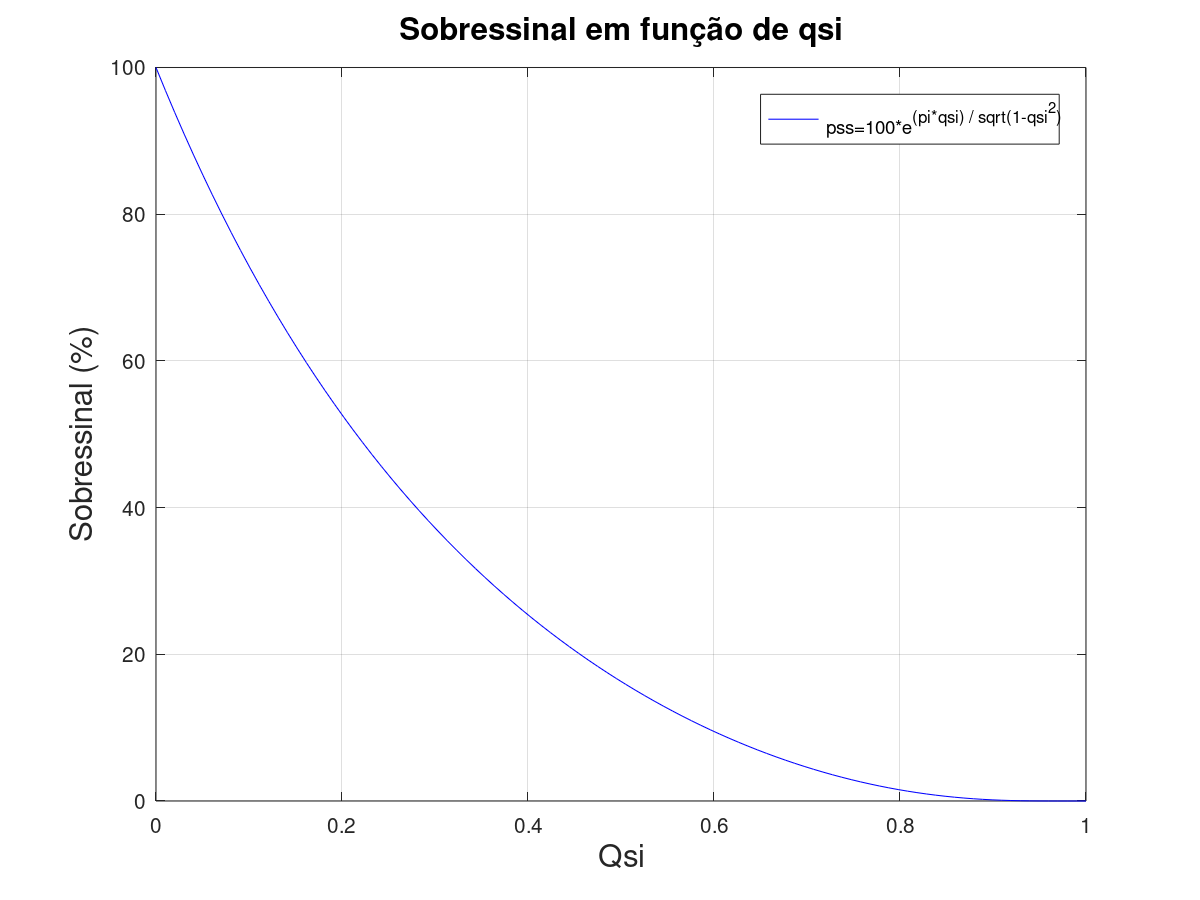 Sobressinal em função de qsi
pss=100*e(pi*qsi) / sqrt(1-qsi2)
100
80
60
40
20
0
Sobressinal (%)
0 0.2 0.4 0.6 0.8 1
Qsi